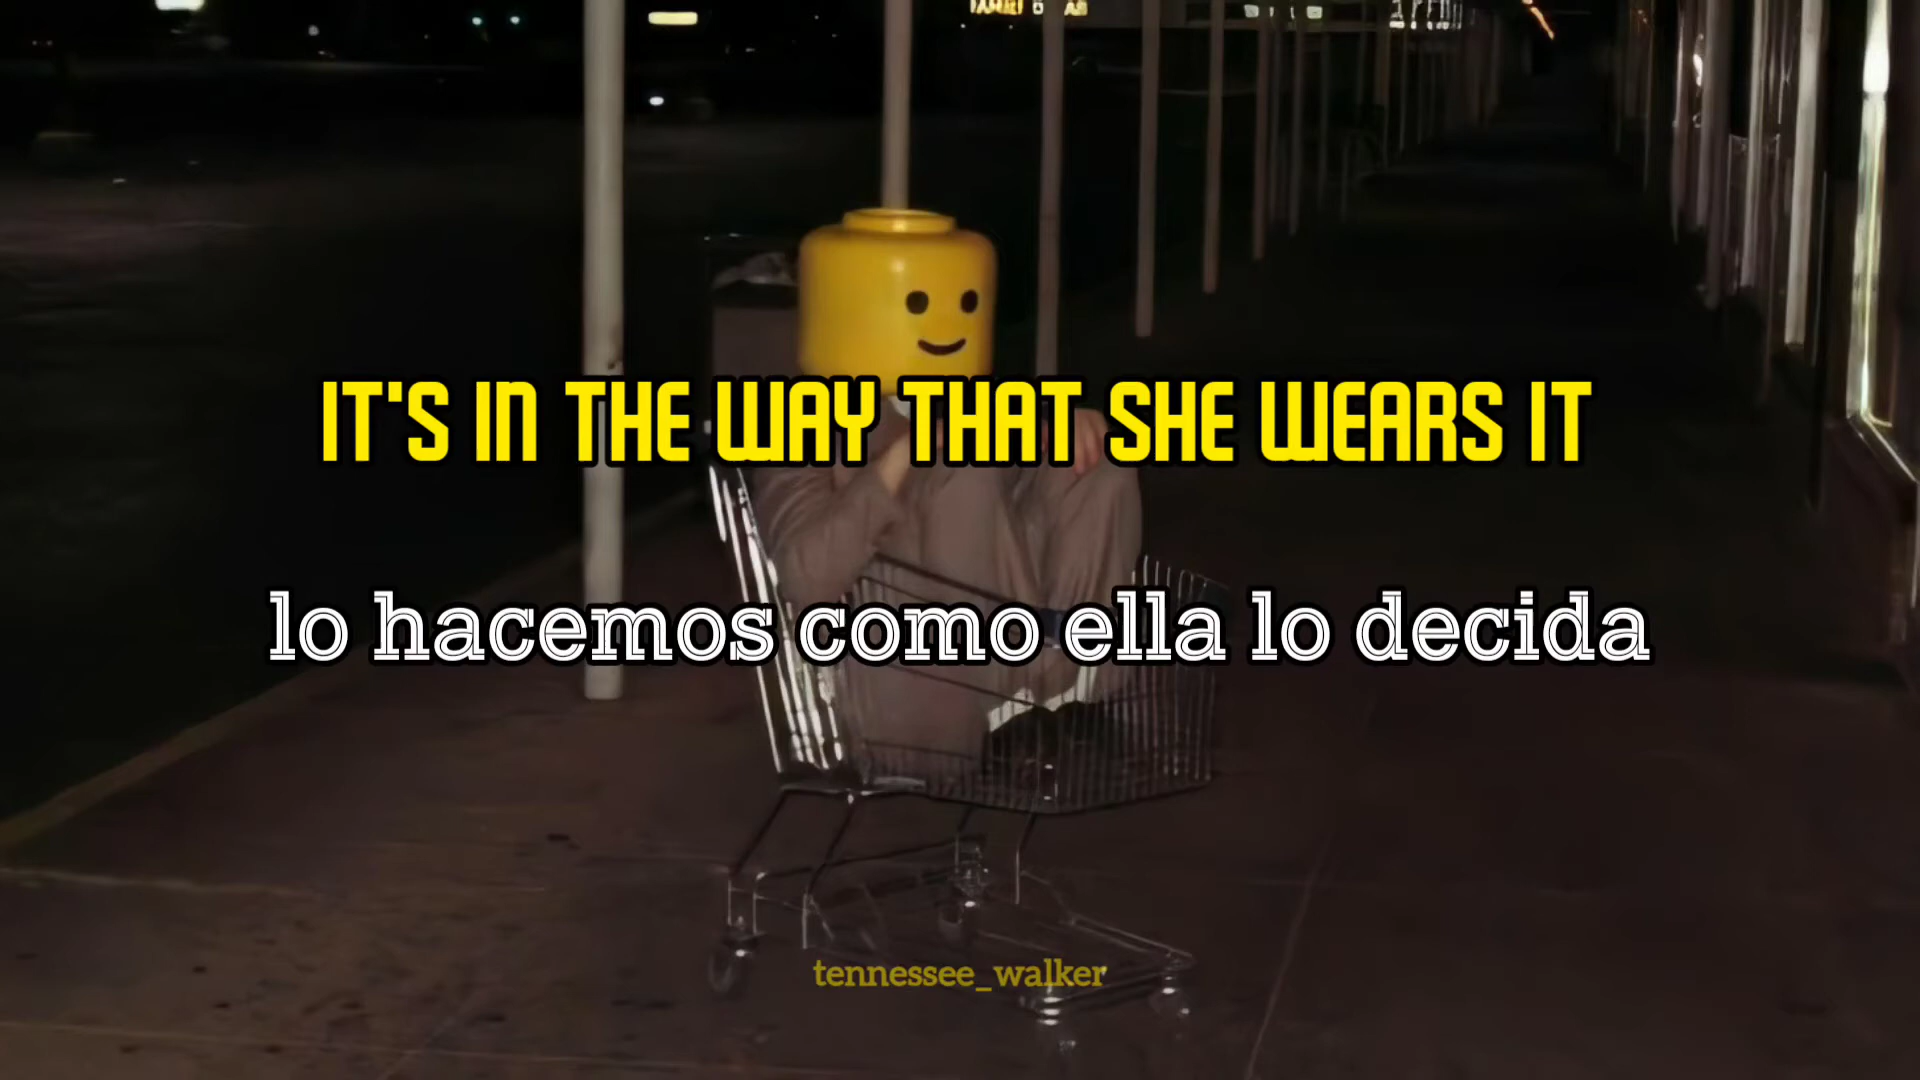 IT'S IN THE WAY THAT SHE WEARS IT
lo hacemos como ella lo decida
tennessee_walker